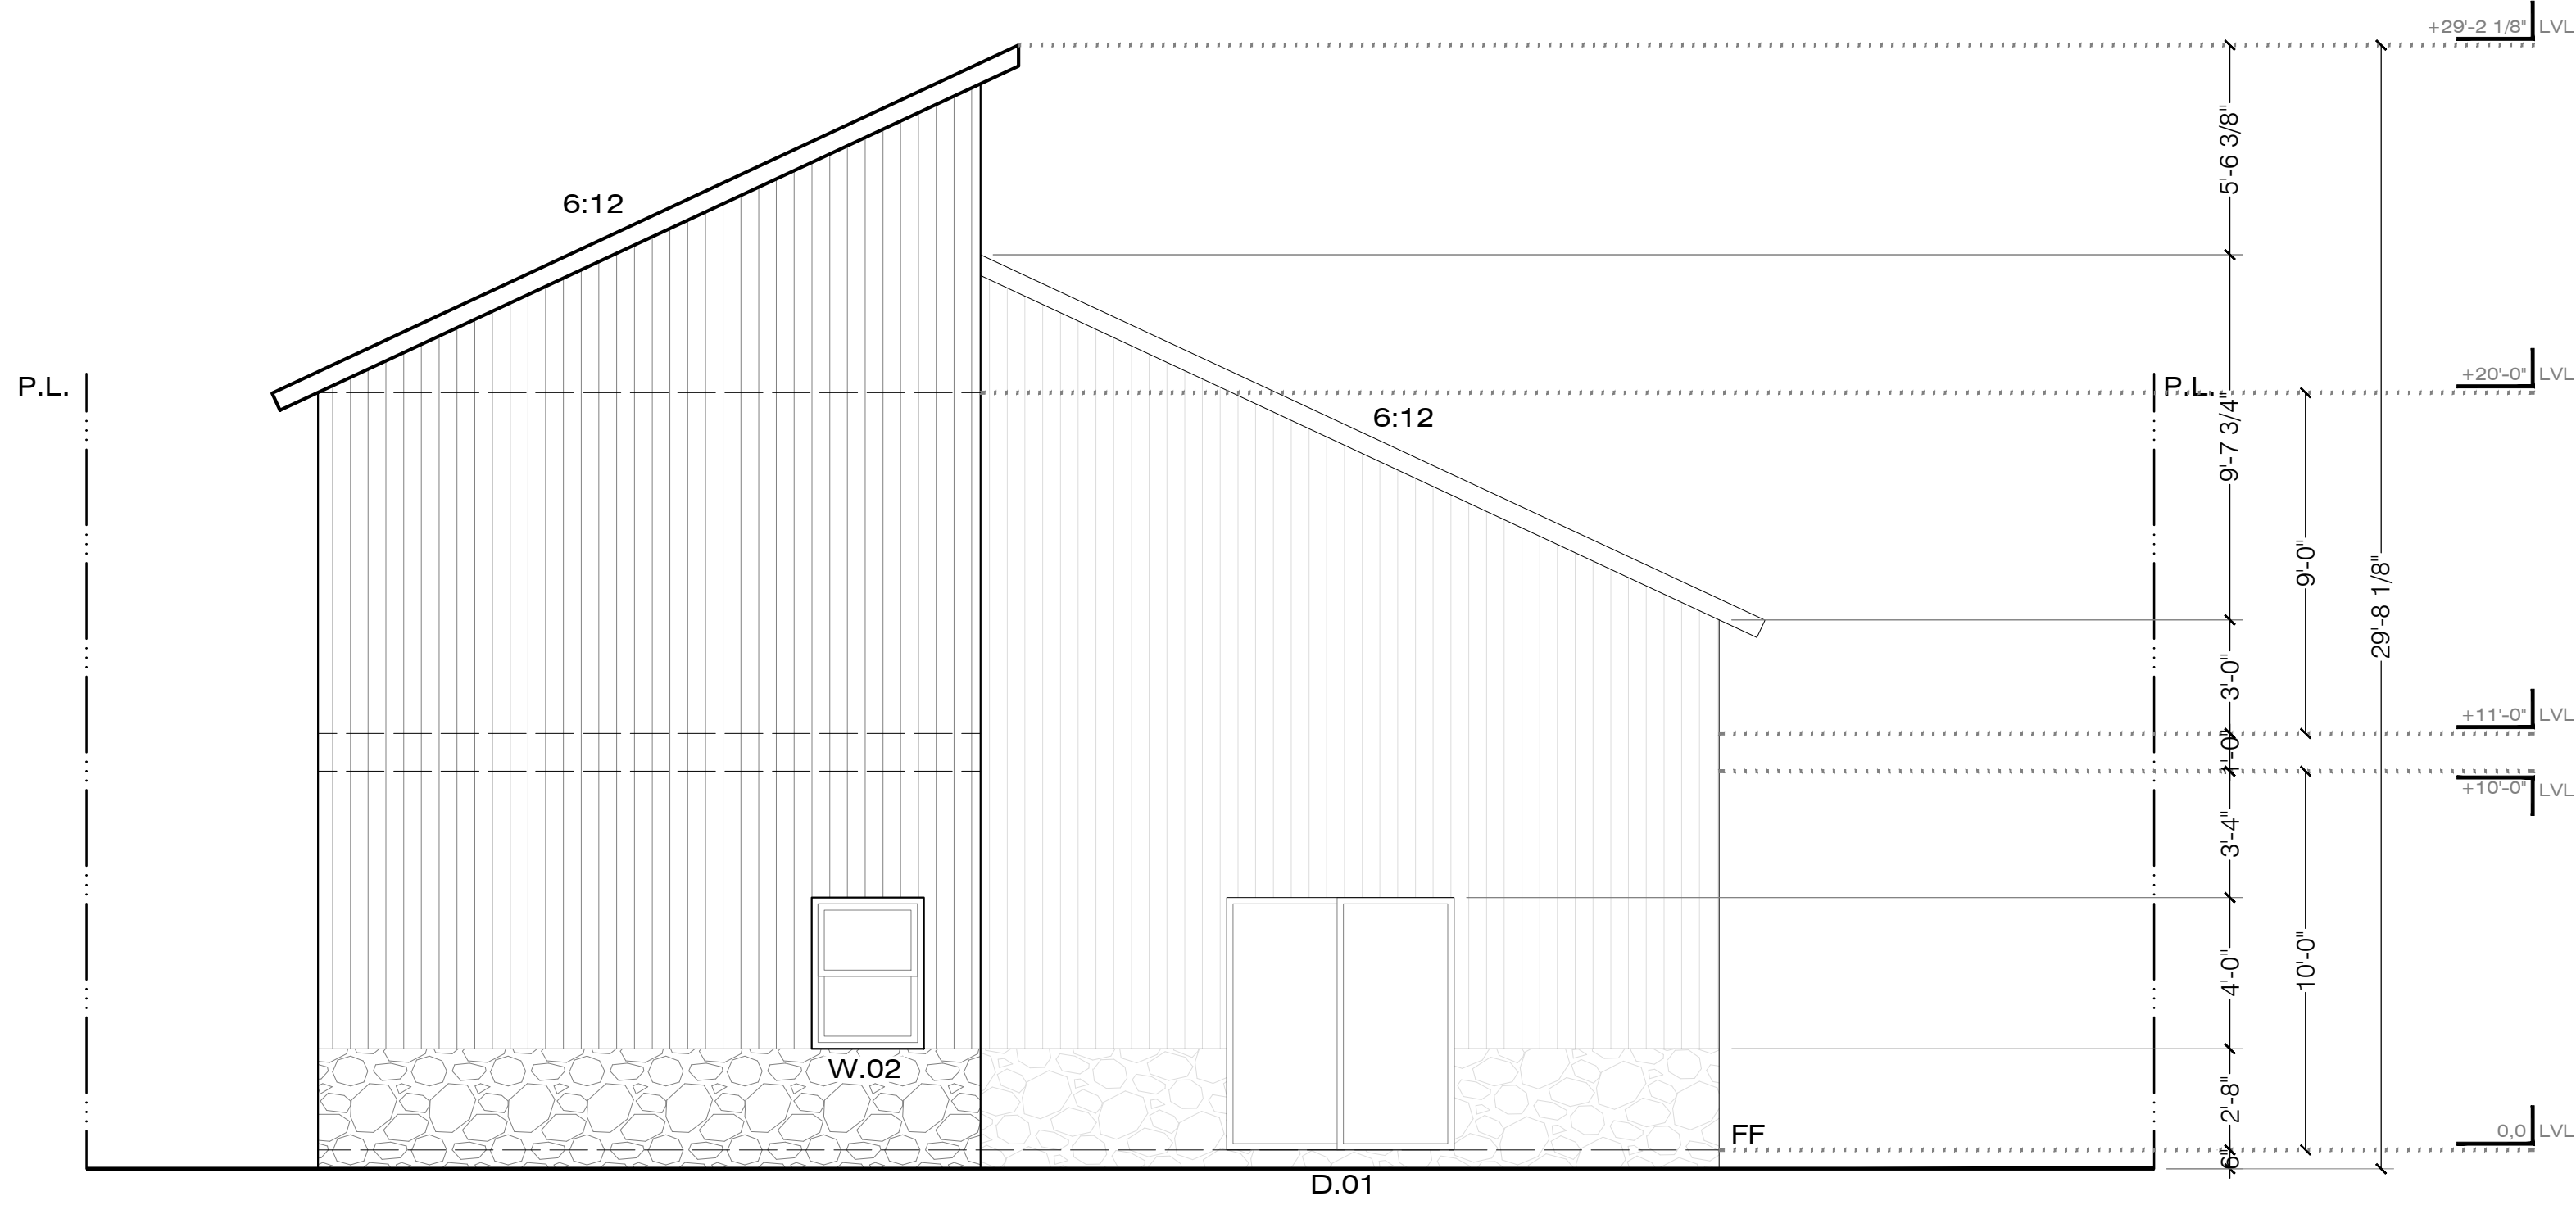 +29'-2 1/8" LVL
5'-6 3/8"
6:12
P.L.
P.L.
+20'-0" LVL
6:12
9'-7 3/4"
9'-0"
29'-8 1/8"
3'-0"
+11'-0" LVL
1'-0"
+10'-0" LVL
3'-4"
4'-0"
10'-0"
W.02
2'-8"
FF
0,0 LVL
6"
D.01